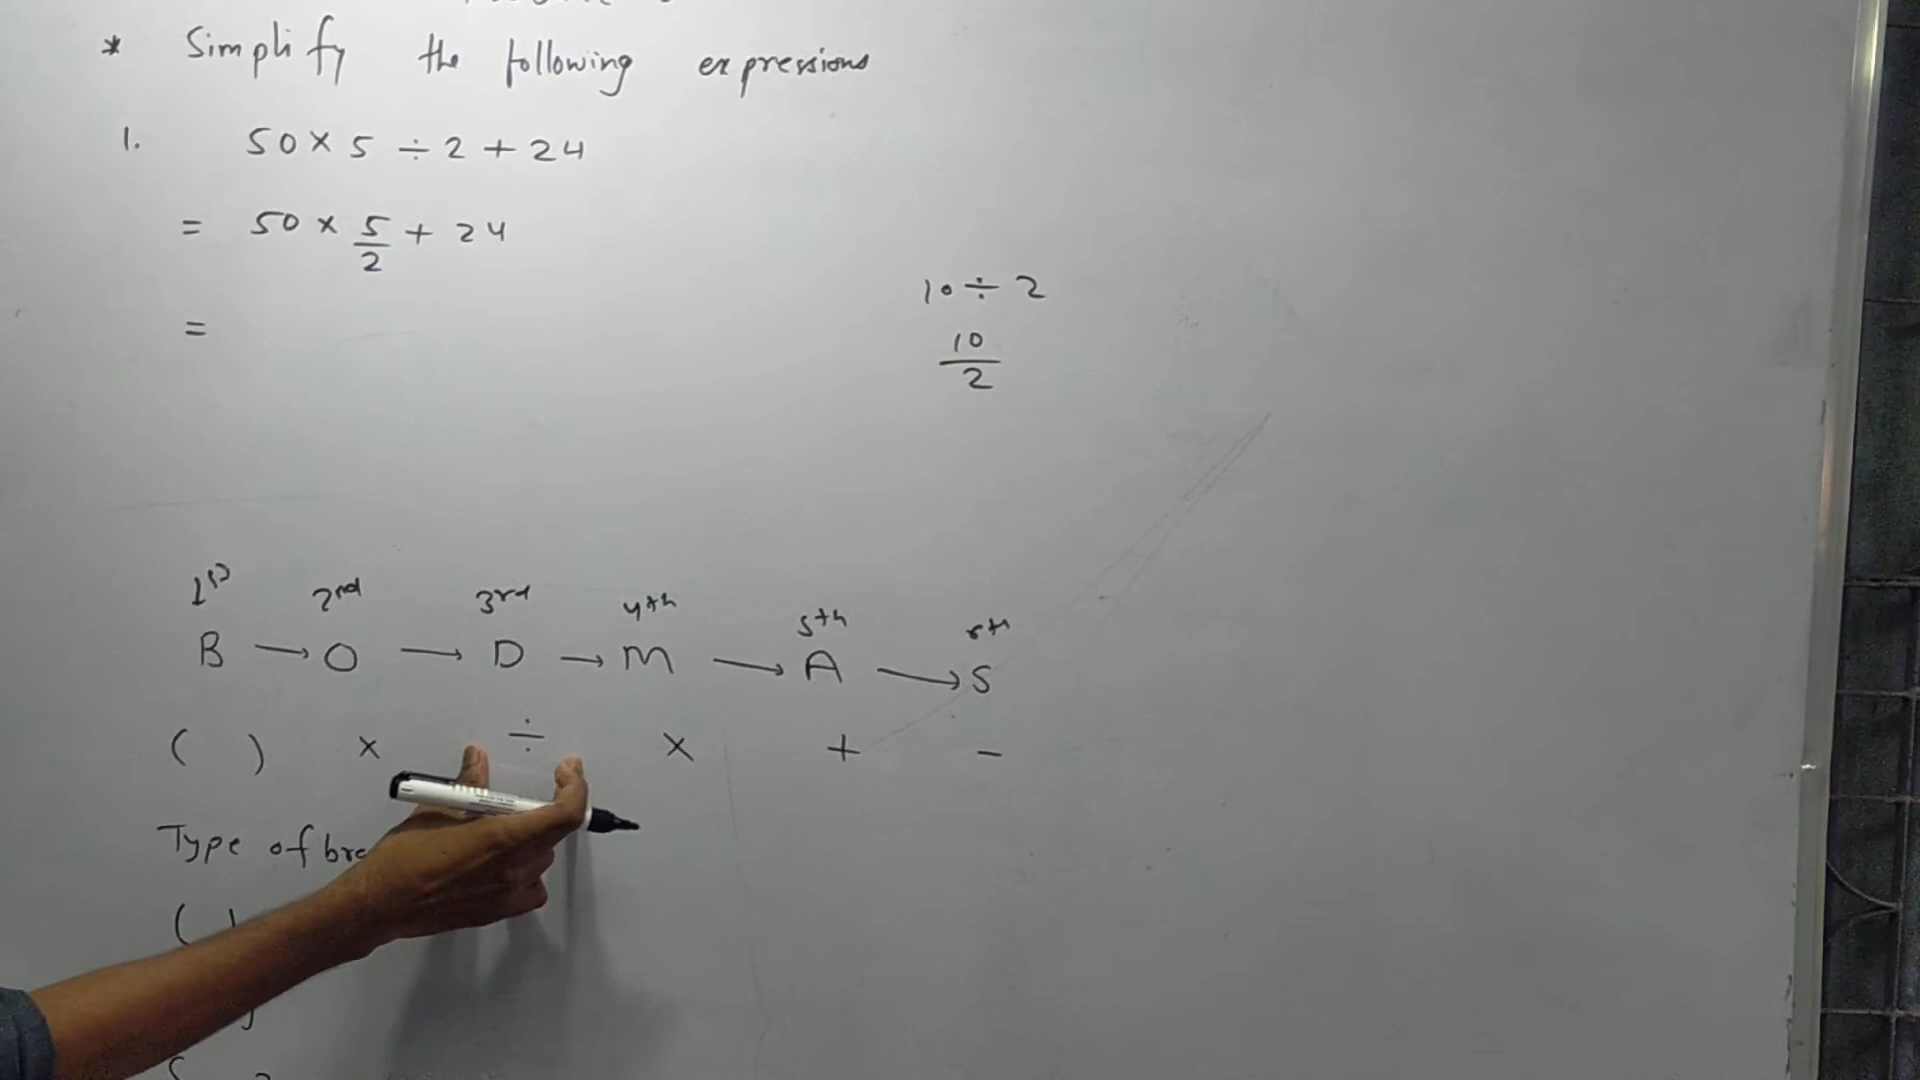 * Simplify the following expressions
1. 50 × 5 ÷ 2 + 24
= 50 × 5/2 + 24
=
10 ÷ 2
10/2
1st 2nd 3rd 4th 5th 6th
B → O → D → M → A → S
( ) × ÷ × + -
Type of
( )